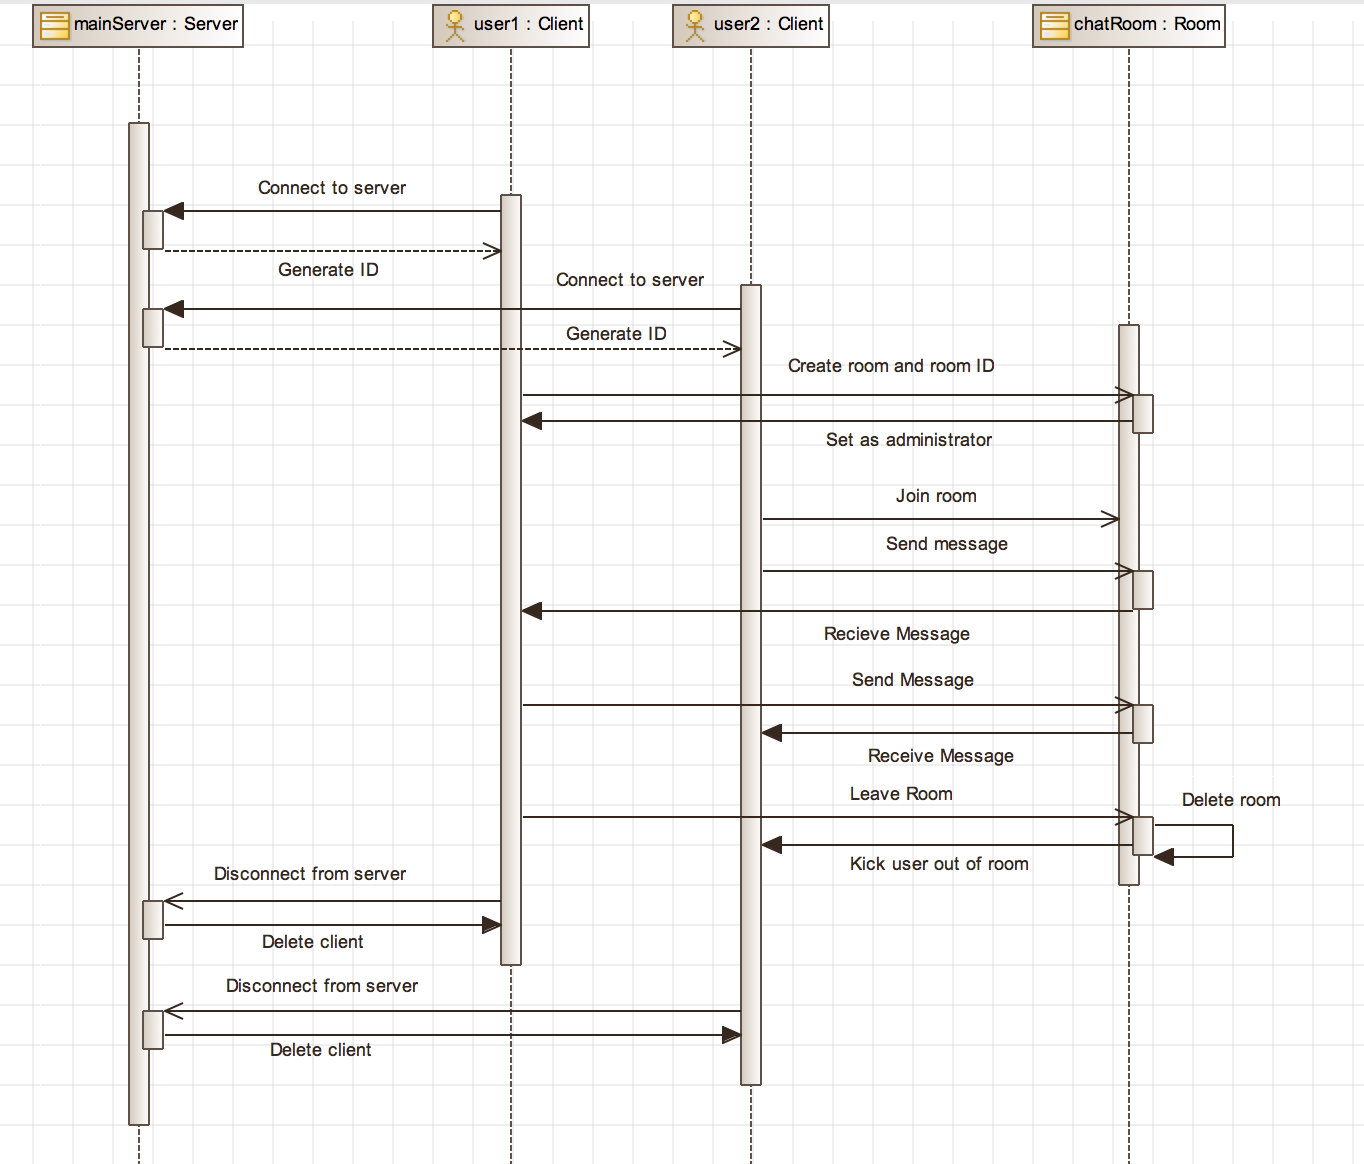 mainServer : Server
user1 : Client
user2 : Client
chatRoom : Room
Connect to server
Generate ID
Connect to server
Generate ID
Create room and room ID
Set as administrator
Join room
Send message
Recieve Message
Send Message
Receive Message
Leave Room
Delete room
Kick user out of room
Disconnect from server
Delete client
Disconnect from server
Delete client